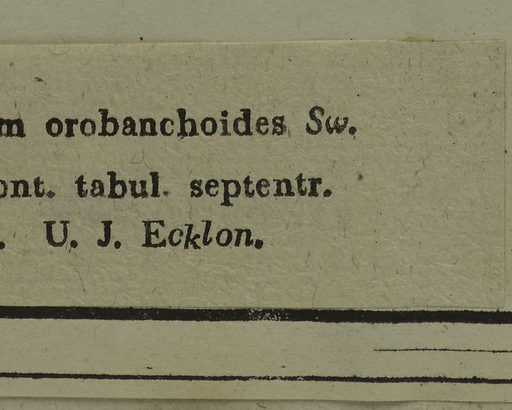 m orobanchoides Sw.
ont. tabul. septentr.
. U. J. Ecklon.